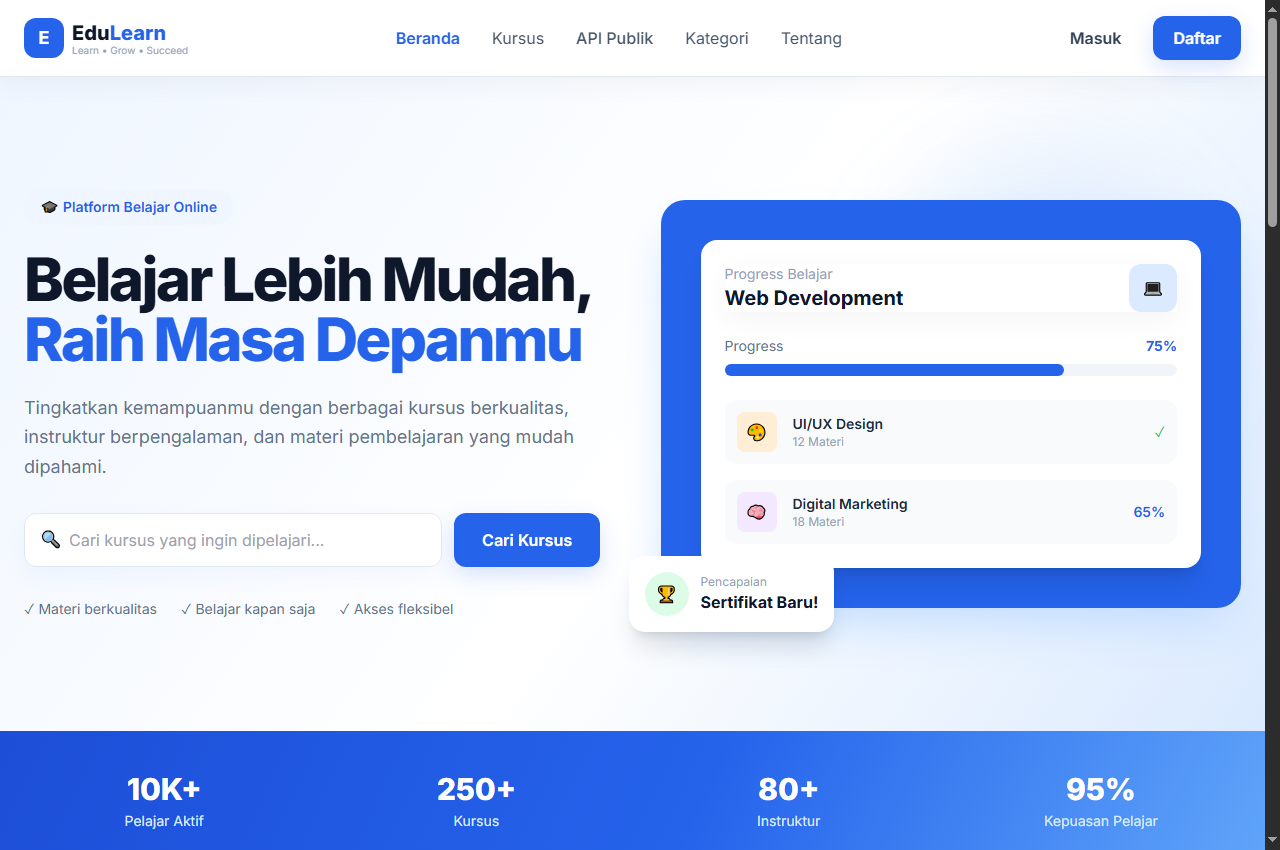 E
EduLearn
Learn • Grow • Succeed
Beranda
Kursus
API Publik
Kategori
Tentang
Masuk
Daftar
🎓 Platform Belajar Online
Belajar Lebih Mudah,
Raih Masa Depanmu
Tingkatkan kemampuanmu dengan berbagai kursus berkualitas,
instruktur berpengalaman, dan materi pembelajaran yang mudah
dipahami.
🔍 Cari kursus yang ingin dipelajari...
Cari Kursus
✓ Materi berkualitas
✓ Belajar kapan saja
✓ Akses fleksibel
Progress Belajar
Web Development
Progress
75%
UI/UX Design
12 Materi
✓
Digital Marketing
18 Materi
65%
Pencapaian
Sertifikat Baru!
10K+
Pelajar Aktif
250+
Kursus
80+
Instruktur
95%
Kepuasan Pelajar